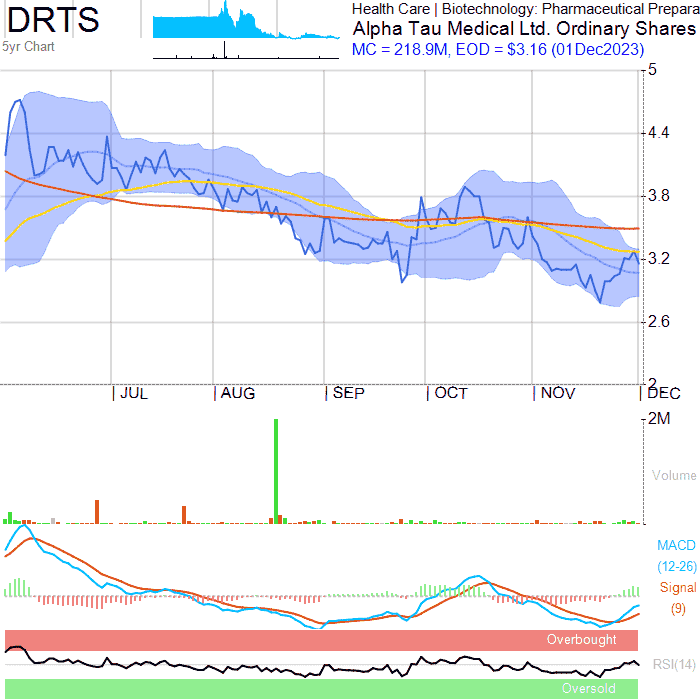 DRTS
5yr Chart
Health Care | Biotechnology: Pharmaceutical Prepara
Alpha Tau Medical Ltd. Ordinary Shares
MC = 218.9M, EOD = $3.16 (01Dec2023)
5
4.4
3.8
3.2
2.6
2
JUL AUG SEP OCT NOV DEC
2M
Volume
MACD
(12-26)
Signal
(9)
Overbought
RSI(14)
Oversold